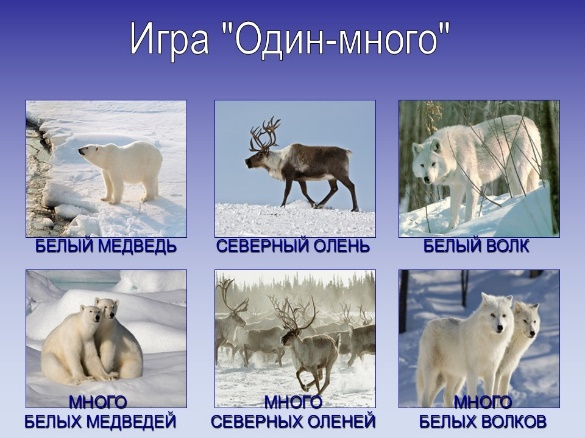 Игра "Один-много"
БЕЛЫЙ МЕДВЕДЬ
СЕВЕРНЫЙ ОЛЕНЬ
БЕЛЫЙ ВОЛК
МНОГО
БЕЛЫХ МЕДВЕДЕЙ
МНОГО
СЕВЕРНЫХ ОЛЕНЕЙ
МНОГО
БЕЛЫХ ВОЛКОВ